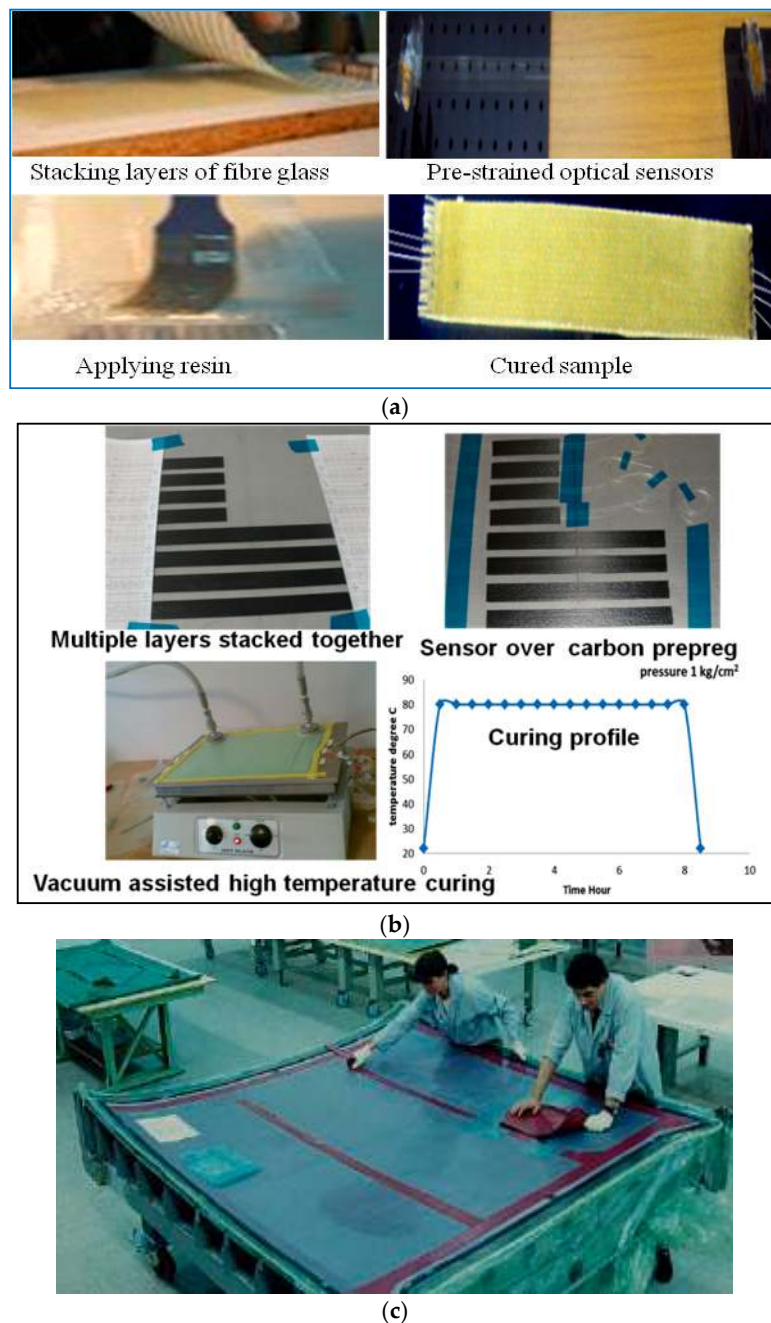 Stacking layers of fibre glass
Pre-strained optical sensors
Applying resin
Cured sample
(a)
Multiple layers stacked together
Sensor over carbon prepreg
pressure 1 kg/cm²
90
80
70
60
50
40
30
20
temperature degree C
Curing profile
0 2 4 6 8 10
Time Hour
Vacuum assisted high temperature curing
(b)
(c)